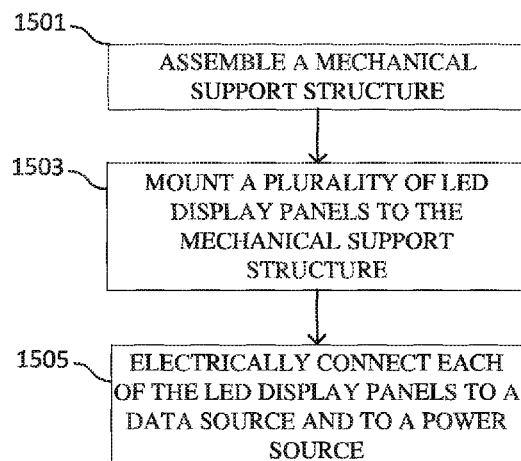 1501
ASSEMBLE A MECHANICAL
SUPPORT STRUCTURE
1503
MOUNT A PLURALITY OF LED
DISPLAY PANELS TO THE
MECHANICAL SUPPORT
STRUCTURE
1505
ELECTRICALLY CONNECT EACH
OF THE LED DISPLAY PANELS TO A
DATA SOURCE AND TO A POWER
SOURCE